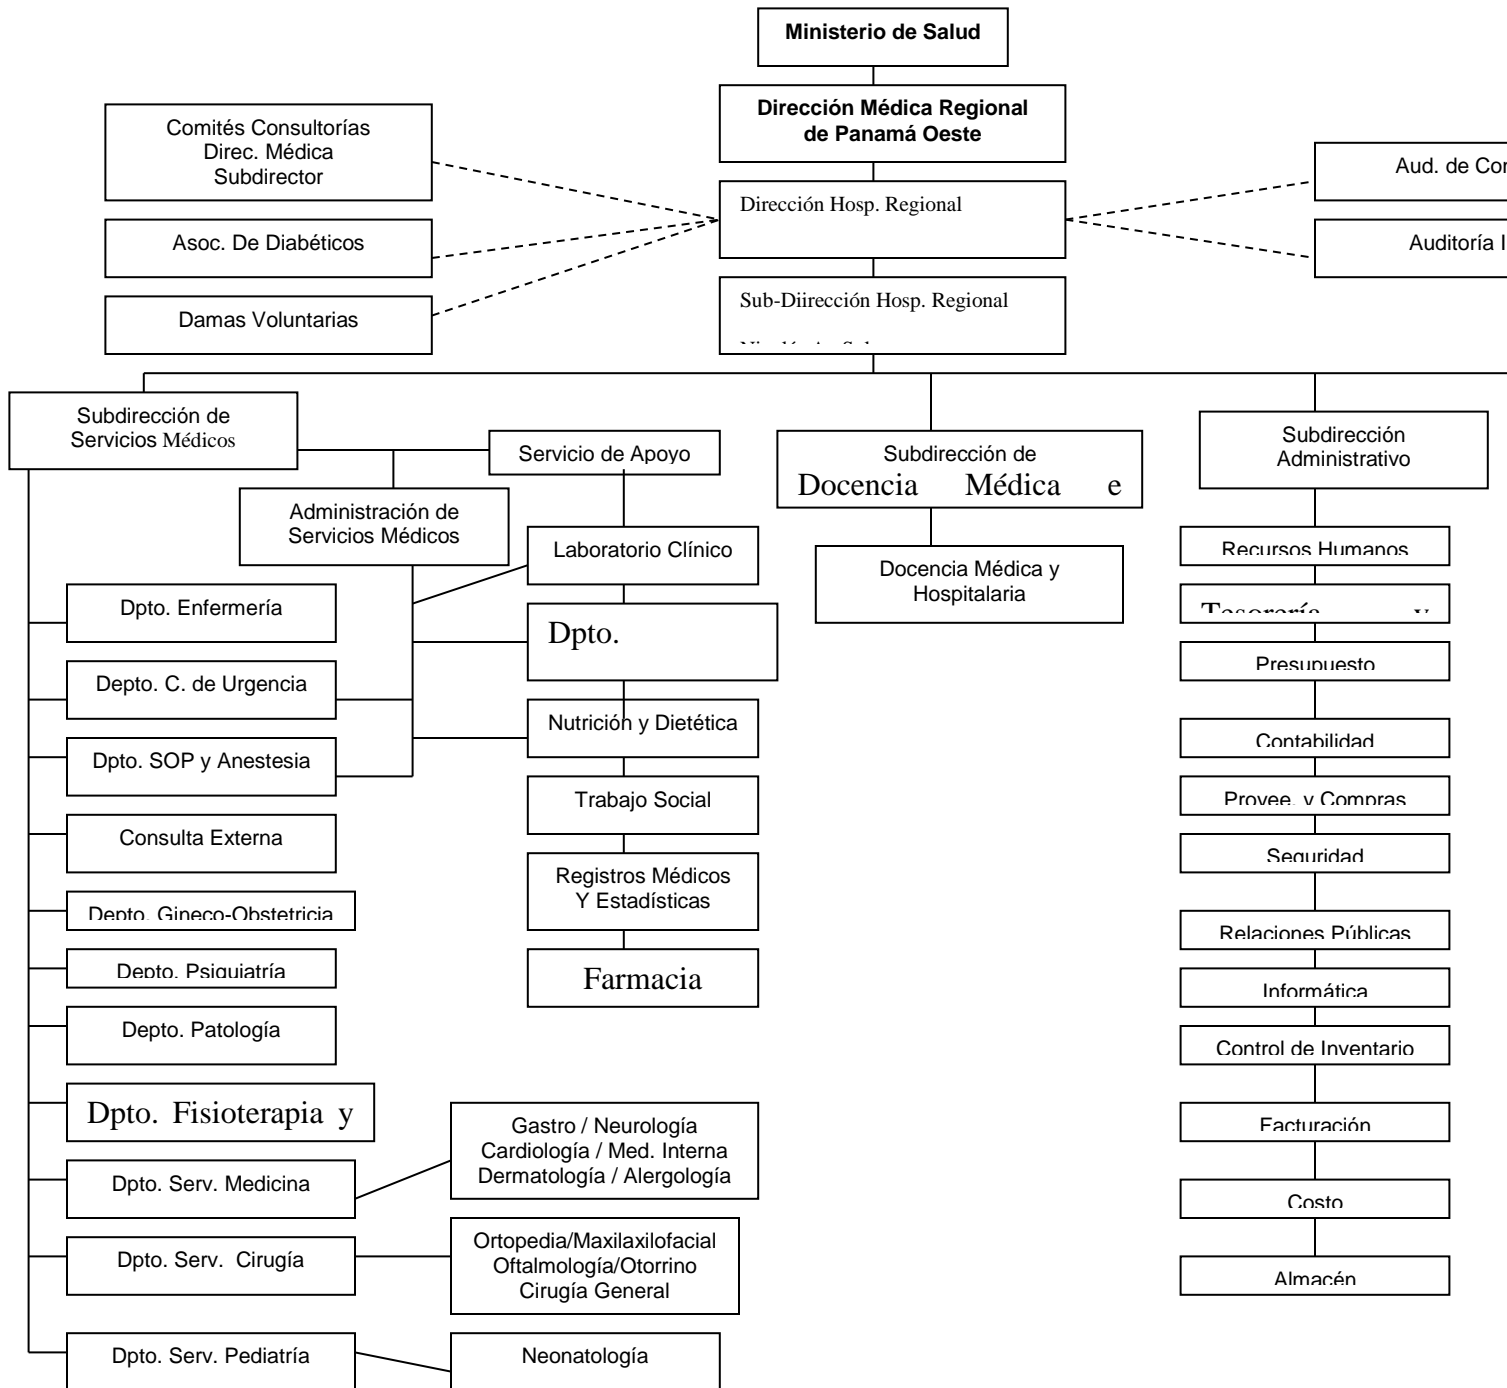 Ministerio de Salud
Dirección Médica Regional
de Panamá Oeste
Comités Consultorías
Direc. Médica
Subdirector
Asoc. De Diabéticos
Damas Voluntarias
Dirección Hosp. Regional
Aud. de
Auditoría
Sub-Diirección Hosp. Regional
Subdirección de
Servicios Médicos
Servicio de Apoyo
Administración de
Servicios Médicos
Subdirección de
Docencia Médica e
Docencia Médica y
Hospitalaria
Subdirección
Administrativo
Dpto. Enfermería
Depto. C. de Urgencia
Dpto. SOP y Anestesia
Consulta Externa
Depto. Gineco-Obstetricia
Depto. Psiquiatría
Depto. Patología
Dpto. Fisioterapia y
Dpto. Serv. Medicina
Dpto. Serv. Cirugía
Dpto. Serv. Pediatría
Laboratorio Clínico
Dpto.
Nutrición y Dietética
Trabajo Social
Registros Médicos
Y Estadísticas
Farmacia
Gastro / Neurología
Cardiología / Med. Interna
Dermatología / Alergología
Ortopedia/Maxilaxilofacial
Oftalmología/Otorrino
Cirugía General
Neonatología
Recursos Humanos
Tesorería y
Presupuesto
Contabilidad
Provee. y Compras
Seguridad
Relaciones Públicas
Informática
Control de Inventario
Facturación
Costo
Almacén